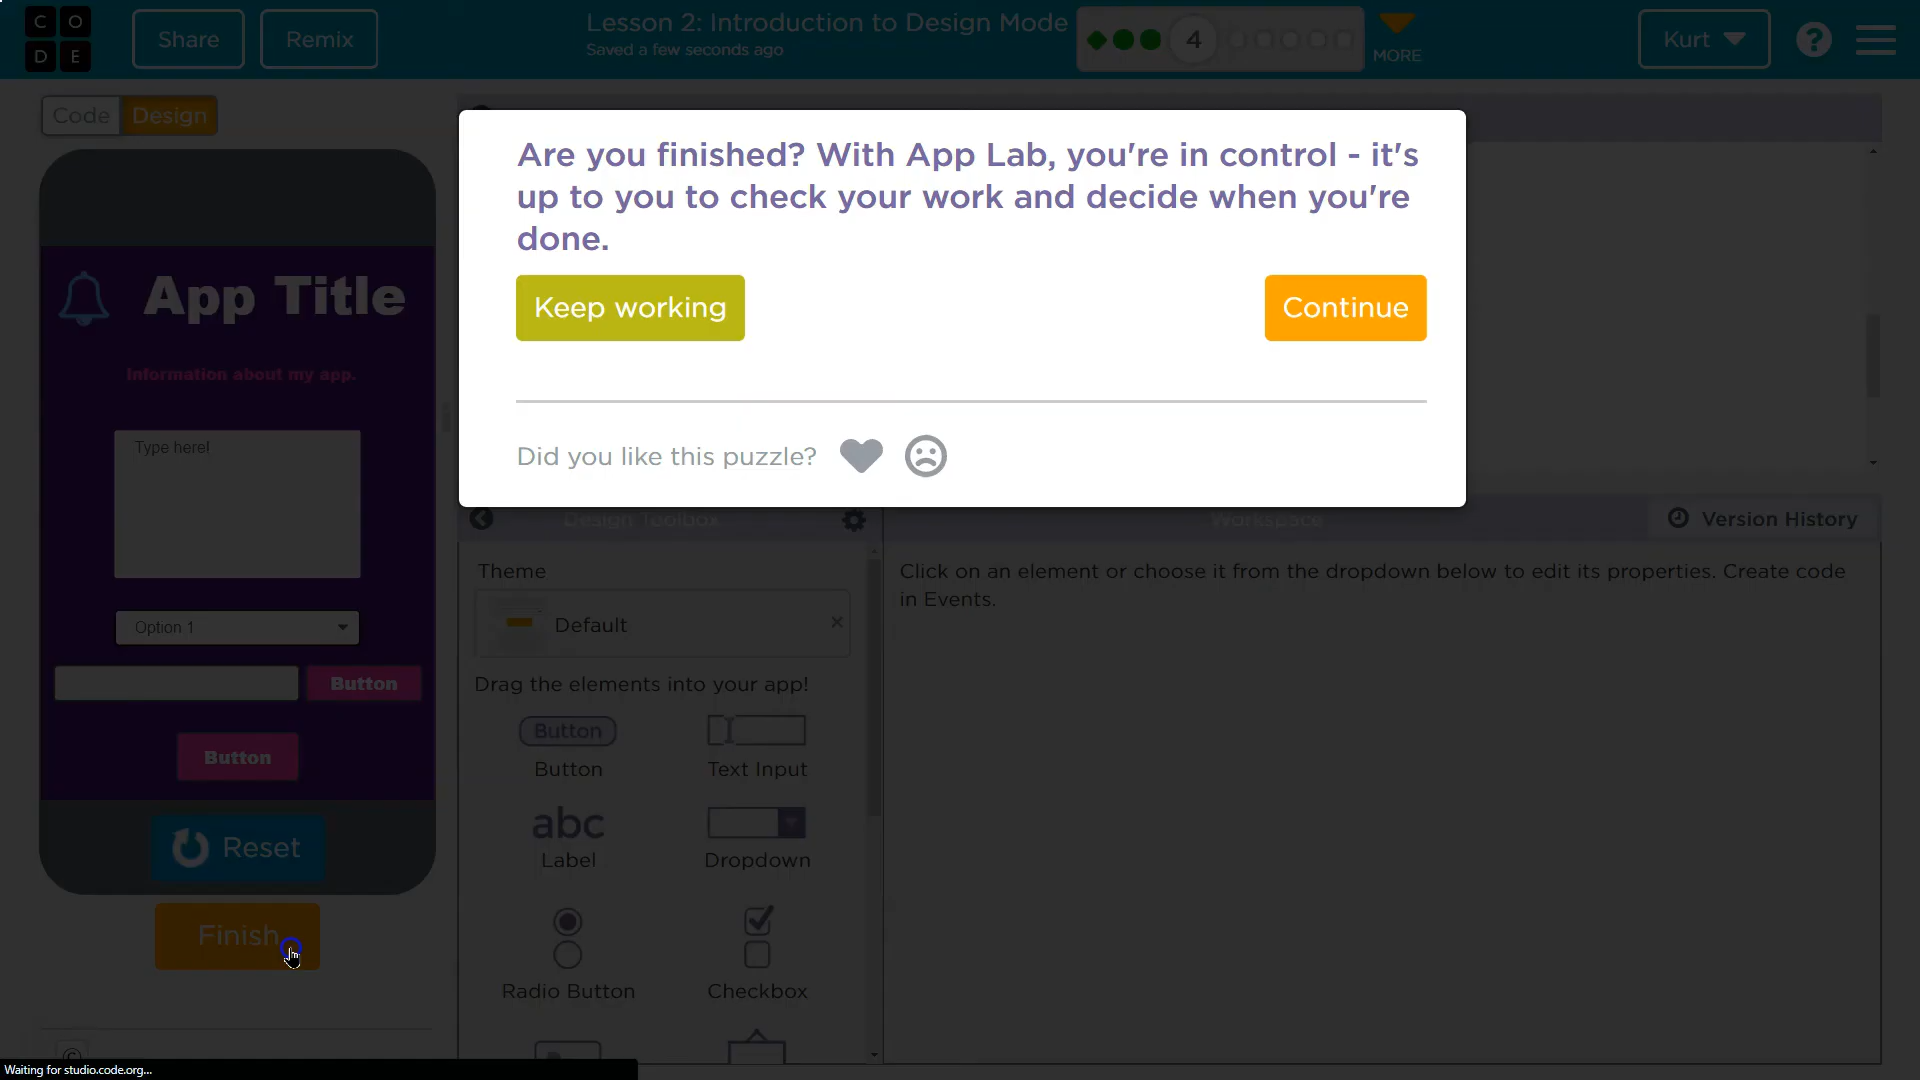 CODE
Share
Remix
Lesson 2: Introduction to Design Mode
Saved a few seconds ago
4
MORE
Kurt
?
Code
Design
Are you finished? With App Lab, you're in control - it's
up to you to check your work and decide when you're
done.
Keep working
Continue
Did you like this puzzle?
App Title
Information about my app.
Type here!
Option 1
Button
Button
Reset
Finish
Design Toolbox
Workspace
Version History
Theme
Default
Click on an element or choose it from the dropdown below to edit its properties. Create code
in Events.
Drag the elements into your app!
Button
Button
Text Input
abc
Label
Dropdown
Radio Button
Checkbox
©
Waiting for studio.code.org...